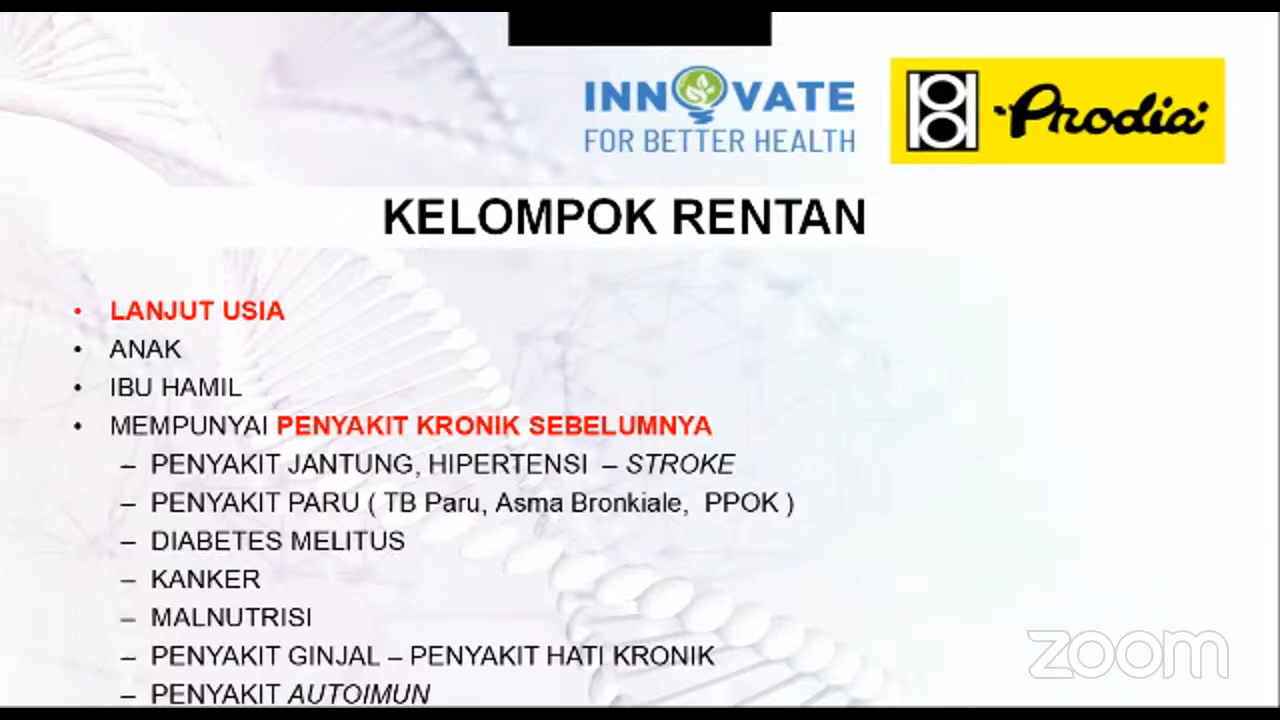 INNOVATE
FOR BETTER HEALTH
Prodia
KELOMPOK RENTAN
• LANJUT USIA
• ANAK
• IBU HAMIL
• MEMPUNYAI PENYAKIT KRONIK SEBELUMNYA
– PENYAKIT JANTUNG, HIPERTENSI – STROKE
– PENYAKIT PARU ( TB Paru, Asma Bronkiale, PPOK )
– DIABETES MELITUS
– KANKER
– MALNUTRISI
– PENYAKIT GINJAL – PENYAKIT HATI KRONIK
– PENYAKIT AUTOIMUN
zoom